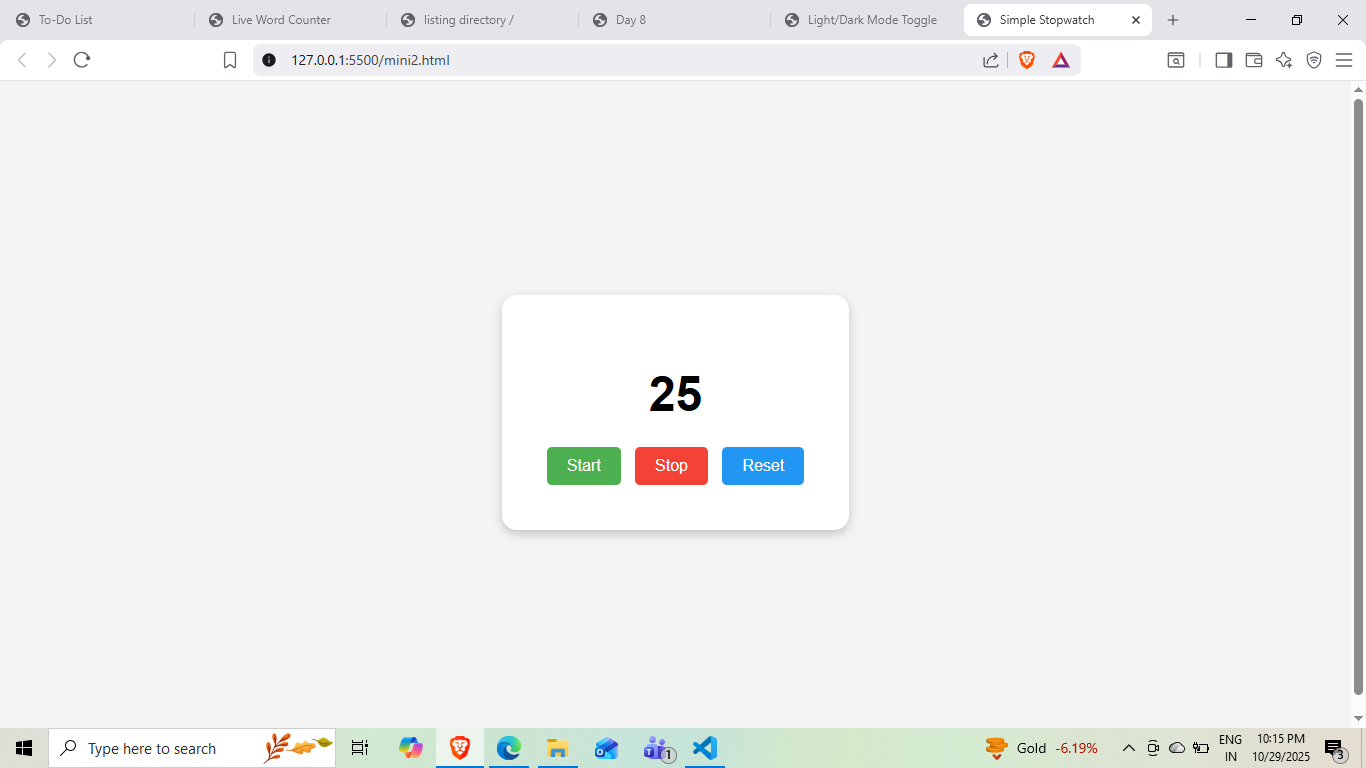 To-Do List
Live Word Counter
listing directory /
Day 8
Light/Dark Mode Toggle
Simple Stopwatch
127.0.0.1:5500/mini2.html
25
Start
Stop
Reset
Type here to search
1
Gold -6.19%
ENG
IN
10:15 PM
10/29/2025
3